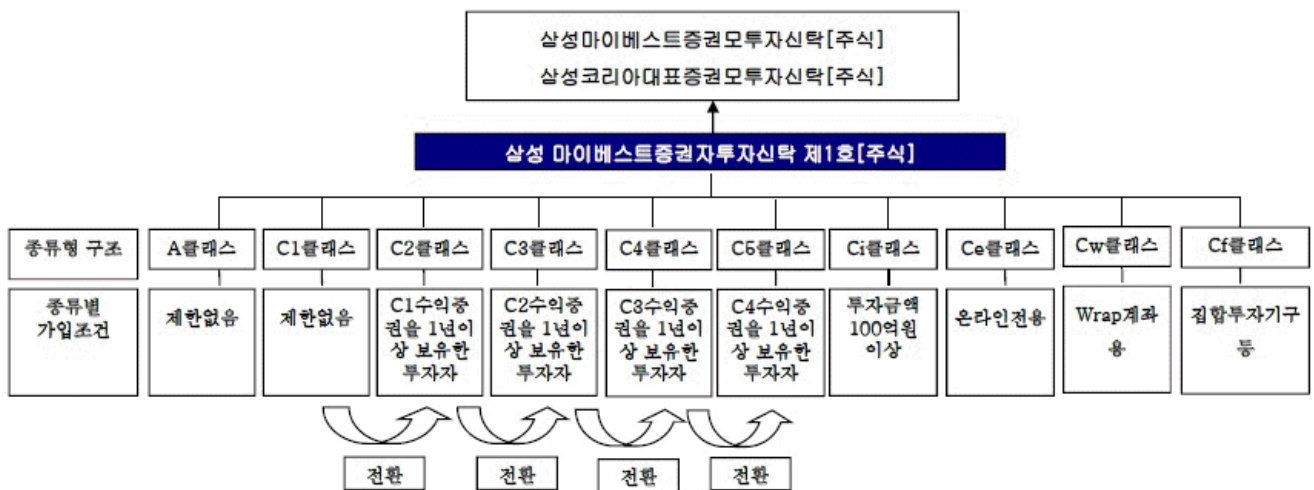 삼성마이베스트증권모투자신탁[주식]
삼성코리아대표증권모투자신탁[주식]
삼성 마이베스트증권자투자신탁 제1호[주식]
종류형 구조
A클래스
C1클래스
C2클래스
C3클래스
C4클래스
C5클래스
Ci클래스
Ce클래스
Cw클래스
Cf클래스
종류별
가입조건
제한없음
제한없음
C1수익증
권을 1년이
상 보유한
투자자
C2수익증
권을 1년이
상 보유한
투자자
C3수익증
권을 1년이
상 보유한
투자자
C4수익증
권을 1년이
상 보유한
투자자
투자금액
100억원
이상
온라인전용
Wrap계좌
용
집합투자기구
등
전환
전환
전환
전환